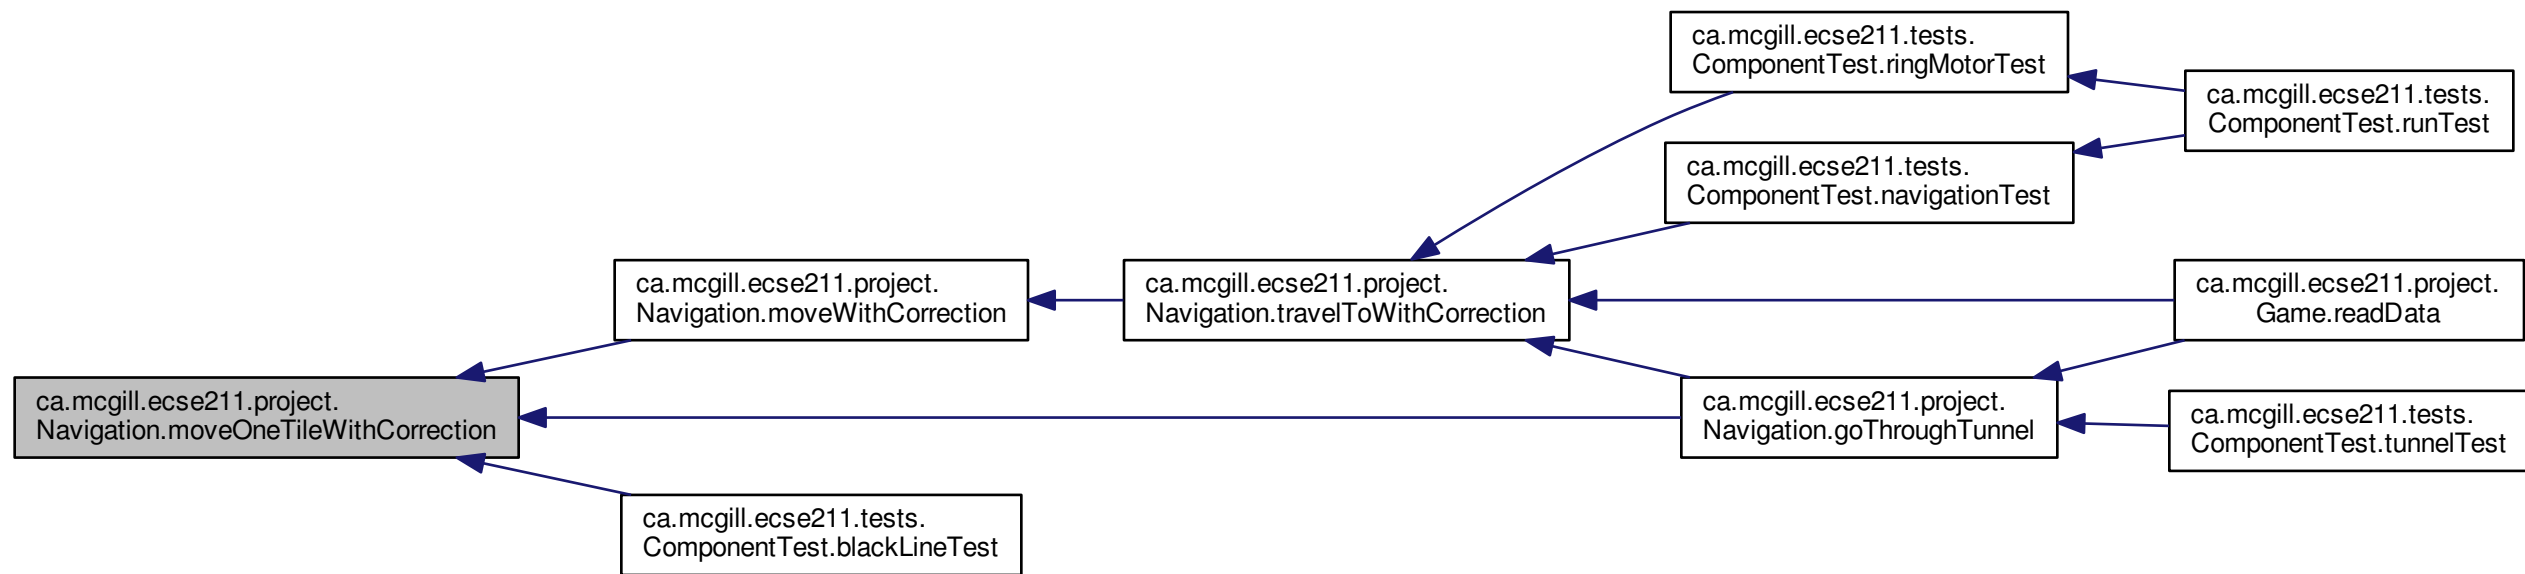 ca.mcgill.ecse211.tests.
ComponentTest.ringMotorTest
ca.mcgill.ecse211.tests.
ComponentTest.runTest
ca.mcgill.ecse211.tests.
ComponentTest.navigationTest
ca.mcgill.ecse211.project.
Navigation.moveWithCorrection
ca.mcgill.ecse211.project.
Navigation.travelToWithCorrection
ca.mcgill.ecse211.project.
Game.readData
ca.mcgill.ecse211.project.
Navigation.moveOneTileWithCorrection
ca.mcgill.ecse211.project.
Navigation.goThroughTunnel
ca.mcgill.ecse211.tests.
ComponentTest.tunnelTest
ca.mcgill.ecse211.tests.
ComponentTest.blackLineTest